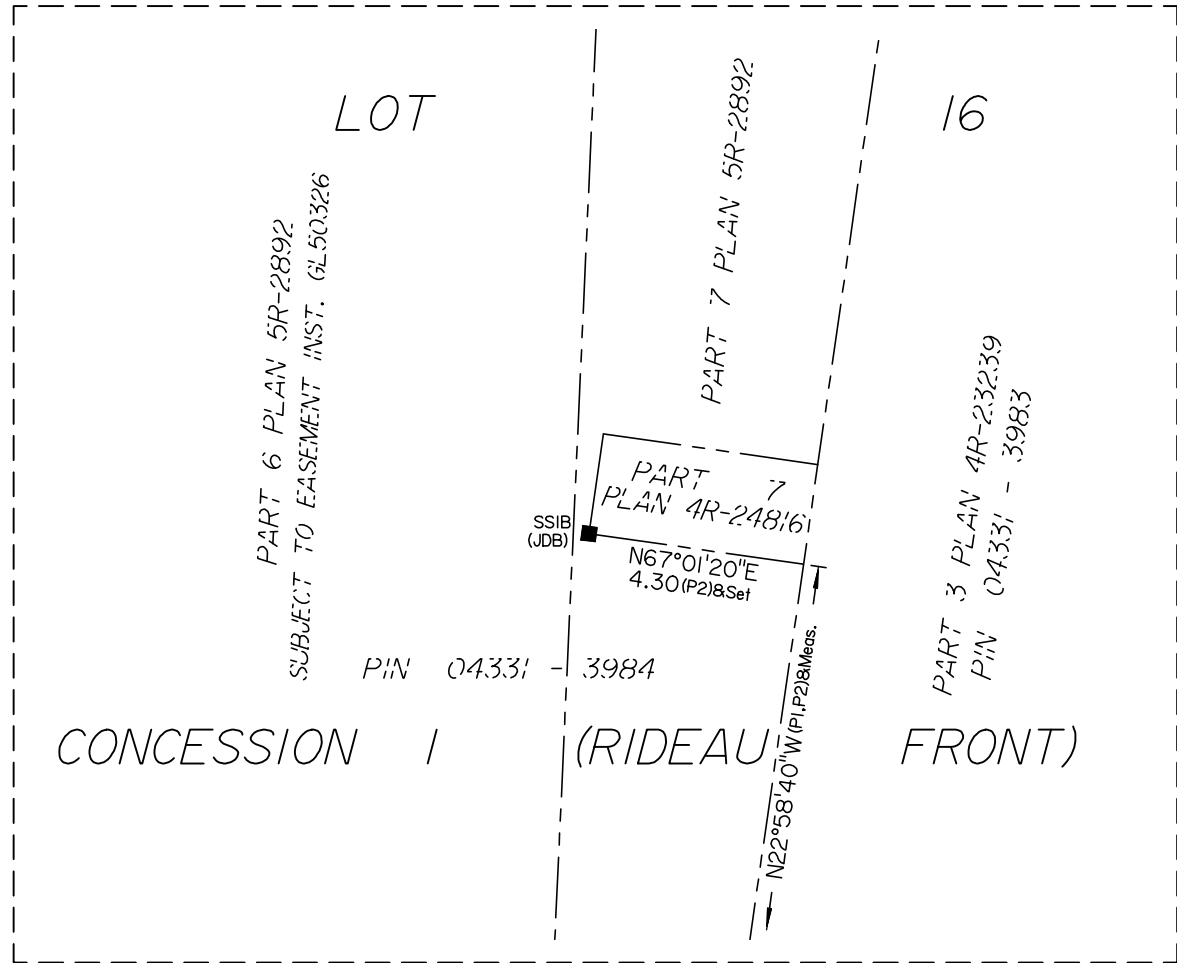 LOT 16
PART 6 PLAN 5R-2892
SUBJECT TO EASEMENT INST. GL50326
PART 7 PLAN 5R-2892
PART 3 PLAN 4R-23239
PIN 04331 - 3983
PART 7
PLAN 4R-24816
SSIB
(JDB)
N67°01'20"E
4.30(P2)&Set
N22°58'40"W(P1,P2)&Meas.
PIN 04331 - 3984
CONCESSION 1 (RIDEAU FRONT)